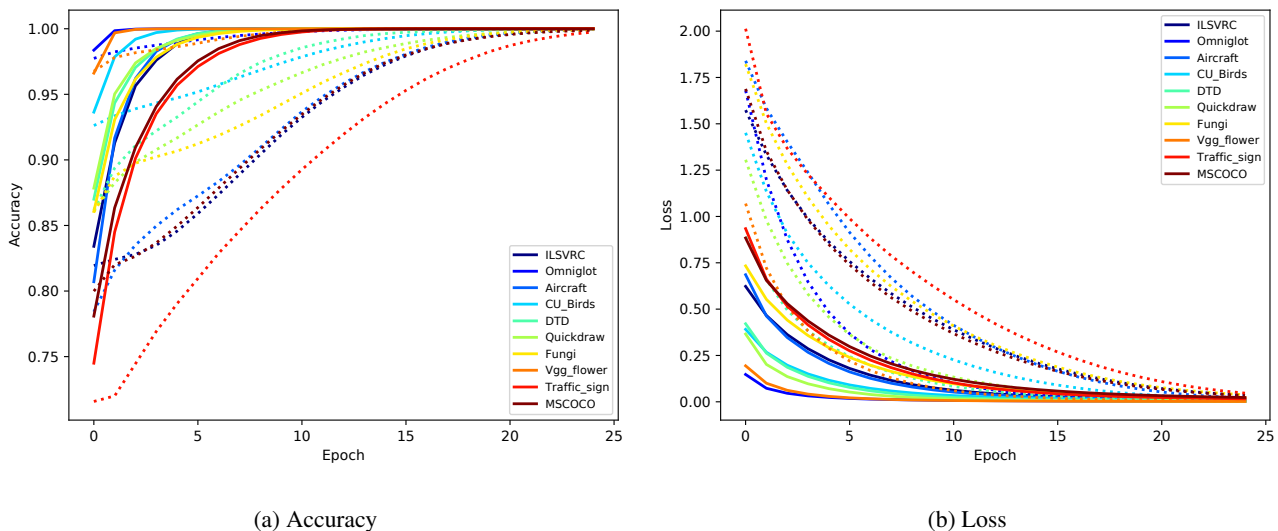 1.00
0.95
0.90
0.85
0.80
0.75
Accuracy
0
5
10
15
20
25
Epoch
ILSVRC
Omniglot
Aircraft
CU_Birds
DTD
Quickdraw
Fungi
Vgg_flower
Traffic_sign
MSCOCO
(a) Accuracy
2.00
1.75
1.50
1.25
1.00
0.75
0.50
0.25
0.00
Loss
0
5
10
15
20
25
Epoch
ILSVRC
Omniglot
Aircraft
CU_Birds
DTD
Quickdraw
Fungi
Vgg_flower
Traffic_sign
MSCOCO
(b) Loss